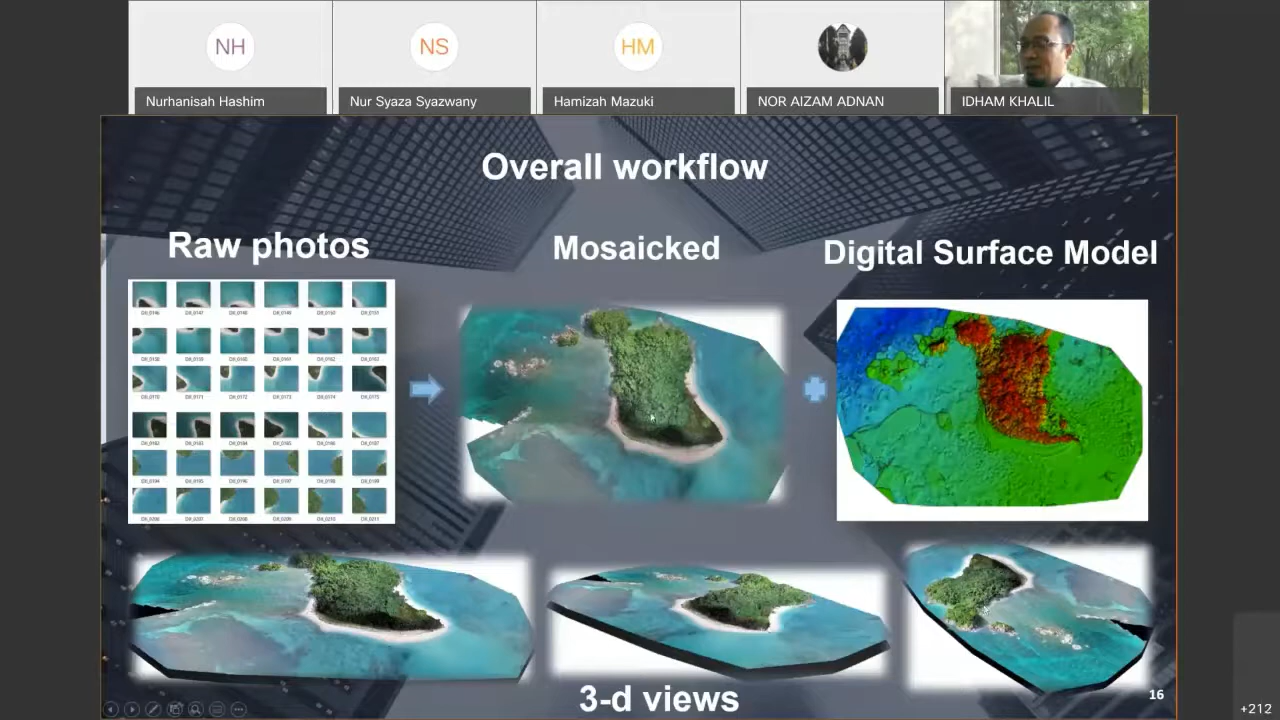 NH
NS
HM
Nurhanisah Hashim
Nur Syaza Syazwany
Hamizah Mazuki
NOR AIZAM ADNAN
IDHAM KHALIL
Overall workflow
Raw photos
Mosaicked
Digital Surface Model
3-d views
16
+212